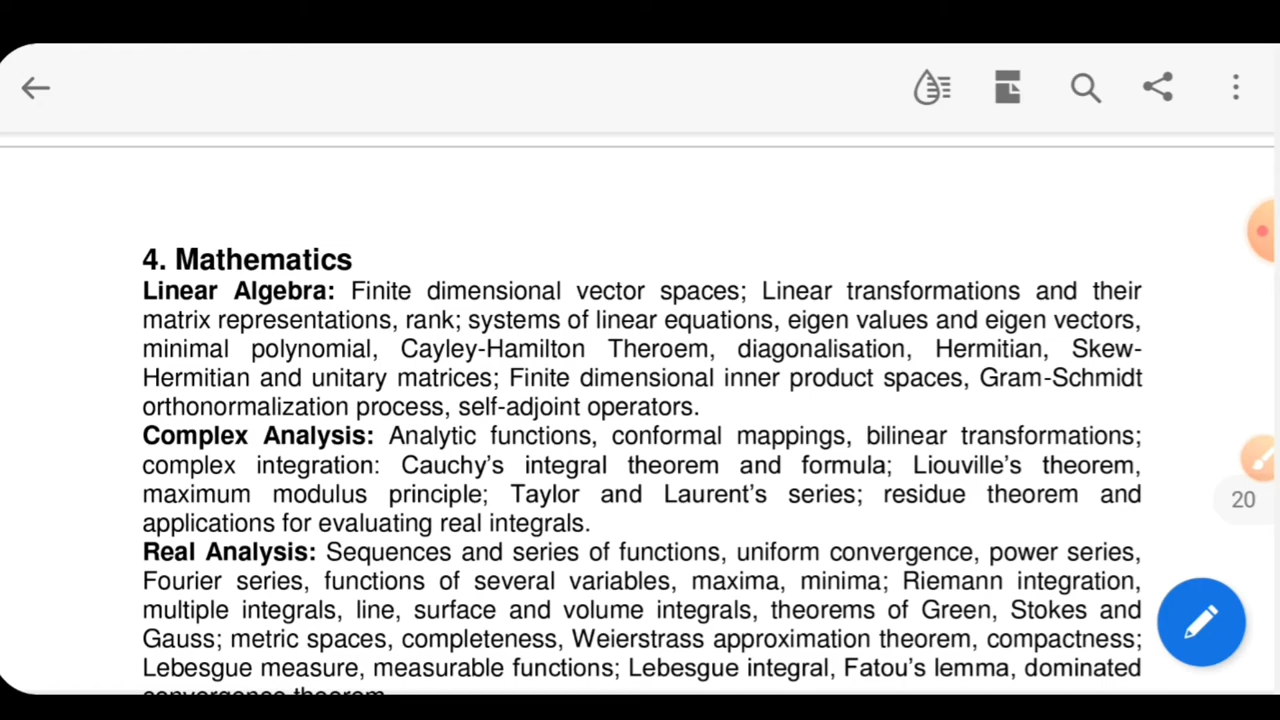 4. Mathematics
Linear Algebra: Finite dimensional vector spaces; Linear transformations and their
matrix representations, rank; systems of linear equations, eigen values and eigen vectors,
minimal polynomial, Cayley-Hamilton Theroem, diagonalisation, Hermitian, Skew-
Hermitian and unitary matrices; Finite dimensional inner product spaces, Gram-Schmidt
orthonormalization process, self-adjoint operators.
Complex Analysis: Analytic functions, conformal mappings, bilinear transformations;
complex integration: Cauchy's integral theorem and formula; Liouville's theorem,
maximum modulus principle; Taylor and Laurent's series; residue theorem and
applications for evaluating real integrals.
20
Real Analysis: Sequences and series of functions, uniform convergence, power series,
Fourier series, functions of several variables, maxima, minima; Riemann integration,
multiple integrals, line, surface and volume integrals, theorems of Green, Stokes and
Gauss; metric spaces, completeness, Weierstrass approximation theorem, compactness;
Lebesgue measure, measurable functions; Lebesgue integral, Fatou's lemma, dominated
convergence theorem.